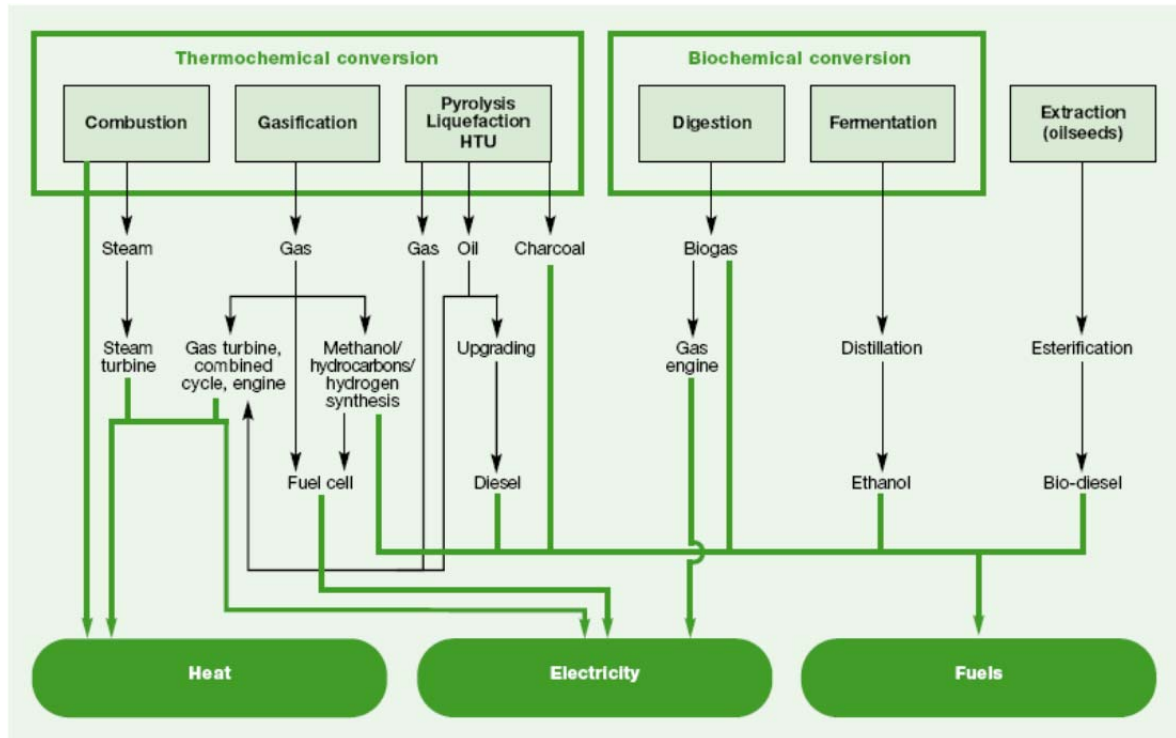 Thermochemical conversion
Biochemical conversion
Combustion
Gasification
Pyrolysis
Liquefaction
HTU
Digestion
Fermentation
Extraction
(oilseeds)
Steam
Gas
Gas
Oil
Charcoal
Biogas
Steam
turbine
Gas turbine,
combined
cycle, engine
Methanol/
hydrocarbons/
hydrogen
synthesis
Upgrading
Gas
engine
Distillation
Esterification
Fuel cell
Diesel
Ethanol
Bio-diesel
Heat
Electricity
Fuels